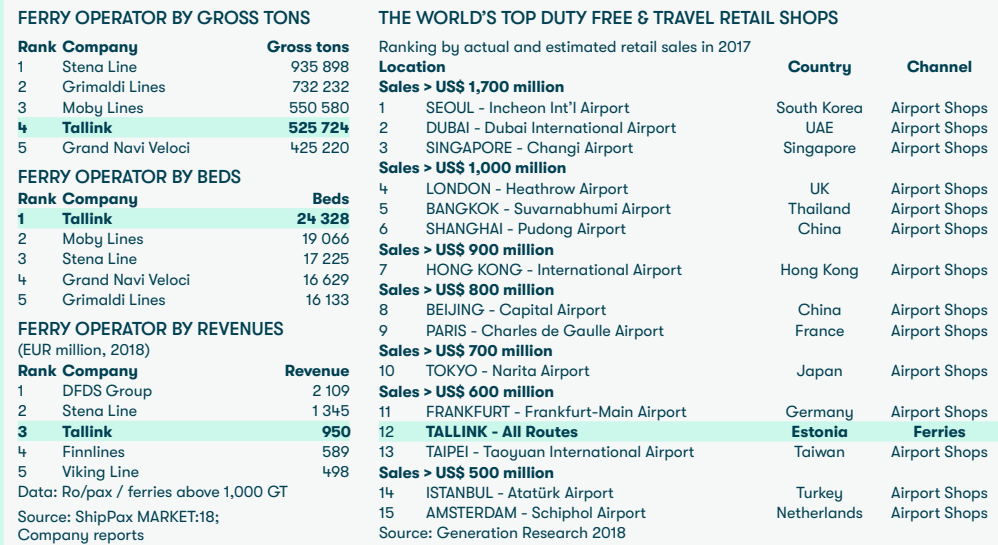 FERRY OPERATOR BY GROSS TONS
Rank Company Gross tons
1 Stena Line 935 898
2 Grimaldi Lines 732 232
3 Moby Lines 550 580
4 Tallink 525 724
5 Grand Navi Veloci 425 220
FERRY OPERATOR BY BEDS
Rank Company Beds
1 Tallink 24 328
2 Moby Lines 19 066
3 Stena Line 17 225
4 Grand Navi Veloci 16 629
5 Grimaldi Lines 16 133
FERRY OPERATOR BY REVENUES
(EUR million, 2018)
Rank Company Revenue
1 DFDS Group 2 109
2 Stena Line 1 345
3 Tallink 950
4 Finnlines 589
5 Viking Line 498
Data: Ro/pax / ferries above 1,000 GT
Source: ShipPax MARKET:18;
Company reports
THE WORLD'S TOP DUTY FREE & TRAVEL RETAIL SHOPS
Ranking by actual and estimated retail sales in 2017
Location Country Channel
Sales > US$ 1,700 million
1 SEOUL - Incheon Int'l Airport South Korea Airport Shops
2 DUBAI - Dubai International Airport UAE Airport Shops
3 SINGAPORE - Changi Airport Singapore Airport Shops
Sales > US$ 1,000 million
4 LONDON - Heathrow Airport UK Airport Shops
5 BANGKOK - Suvarnabhumi Airport Thailand Airport Shops
6 SHANGHAI - Pudong Airport China Airport Shops
Sales > US$ 900 million
7 HONG KONG - International Airport Hong Kong Airport Shops
Sales > US$ 800 million
8 BEIJING - Capital Airport China Airport Shops
9 PARIS - Charles de Gaulle Airport France Airport Shops
Sales > US$ 700 million
10 TOKYO - Narita Airport Japan Airport Shops
Sales > US$ 600 million
11 FRANKFURT - Frankfurt-Main Airport Germany Airport Shops
12 TALLINK - All Routes Estonia Ferries
13 TAIPEI - Taoyuan International Airport Taiwan Airport Shops
Sales > US$ 500 million
14 ISTANBUL - Atatürk Airport Turkey Airport Shops
15 AMSTERDAM - Schiphol Airport Netherlands Airport Shops
Source: Generation Research 2018